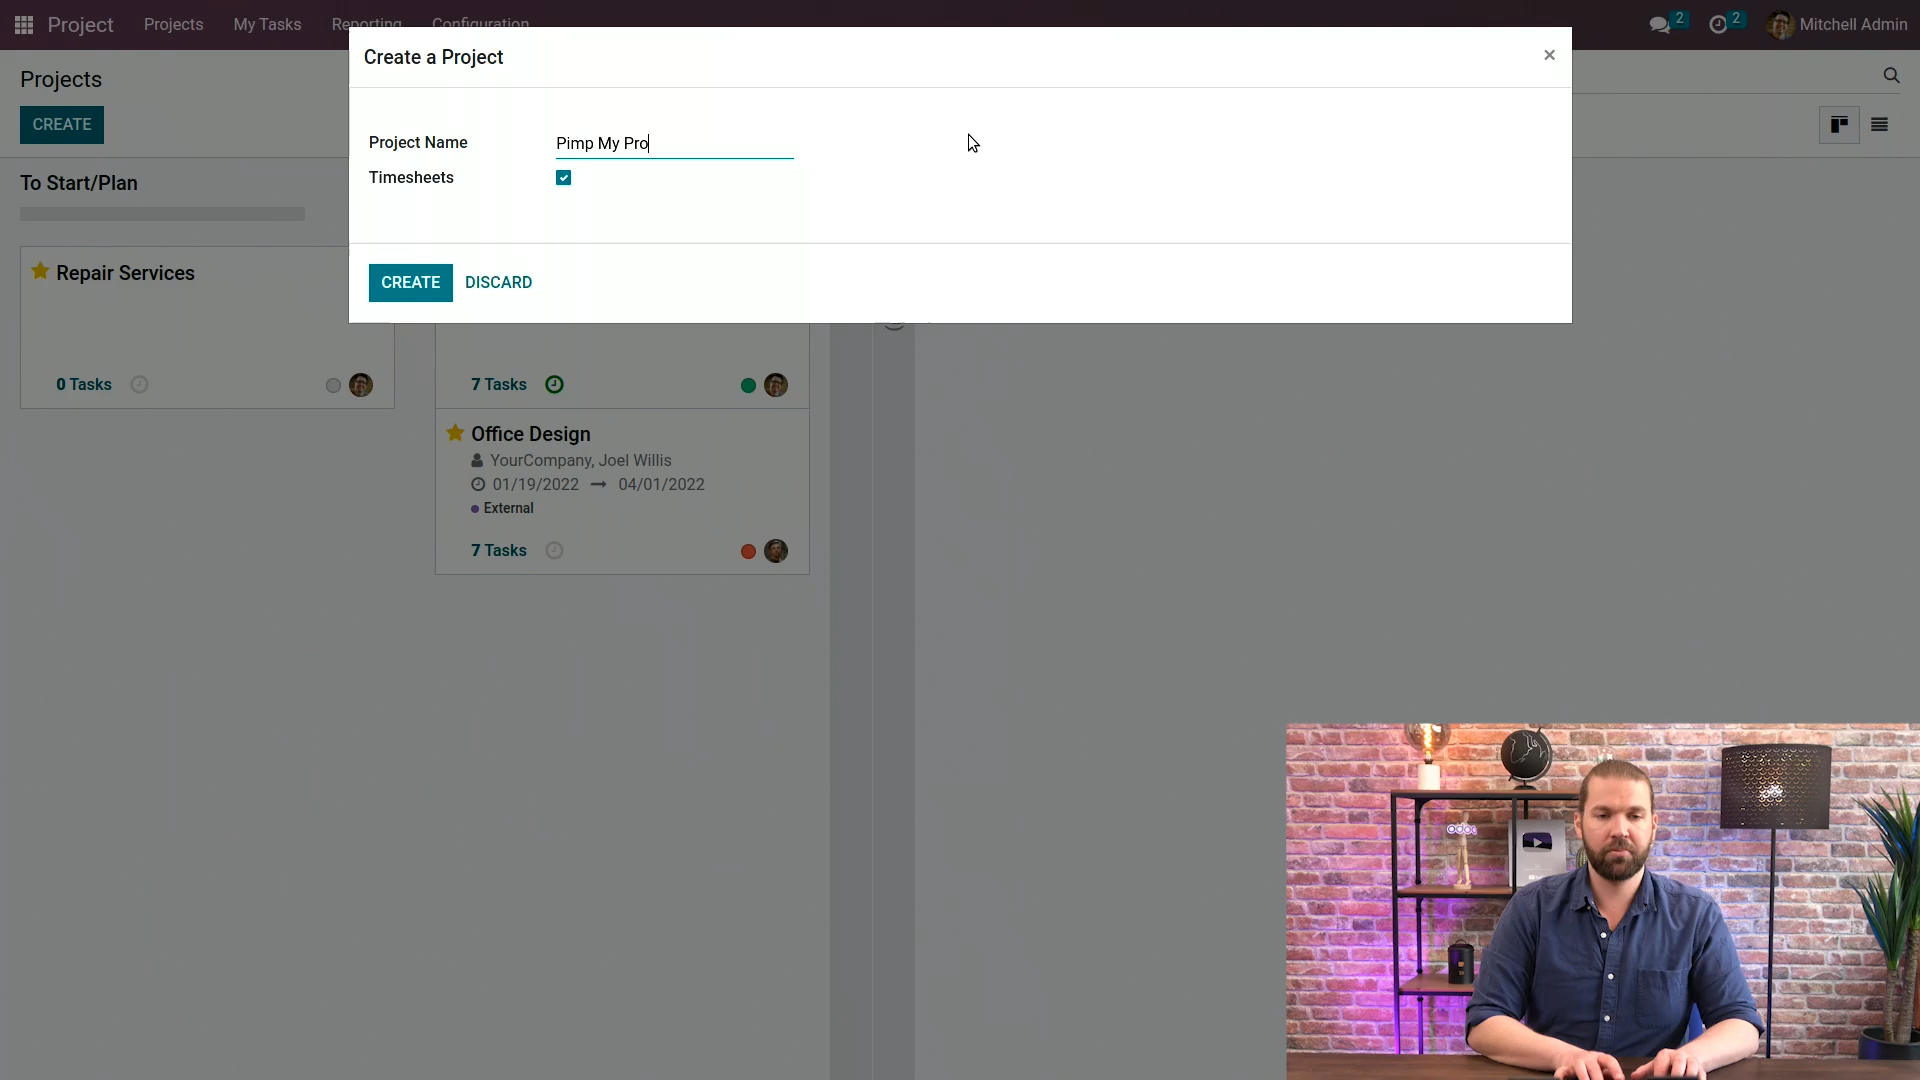 Project
Projects
My Tasks
Reporting
Configuration
2
2
Mitchell Admin
Create a Project
×
Projects
CREATE
Project Name
Pimp My Pro
Timesheets
CREATE
DISCARD
To Start/Plan
Repair Services
0 Tasks
7 Tasks
Office Design
YourCompany, Joel Willis
01/19/2022 → 04/01/2022
External
7 Tasks
odoo